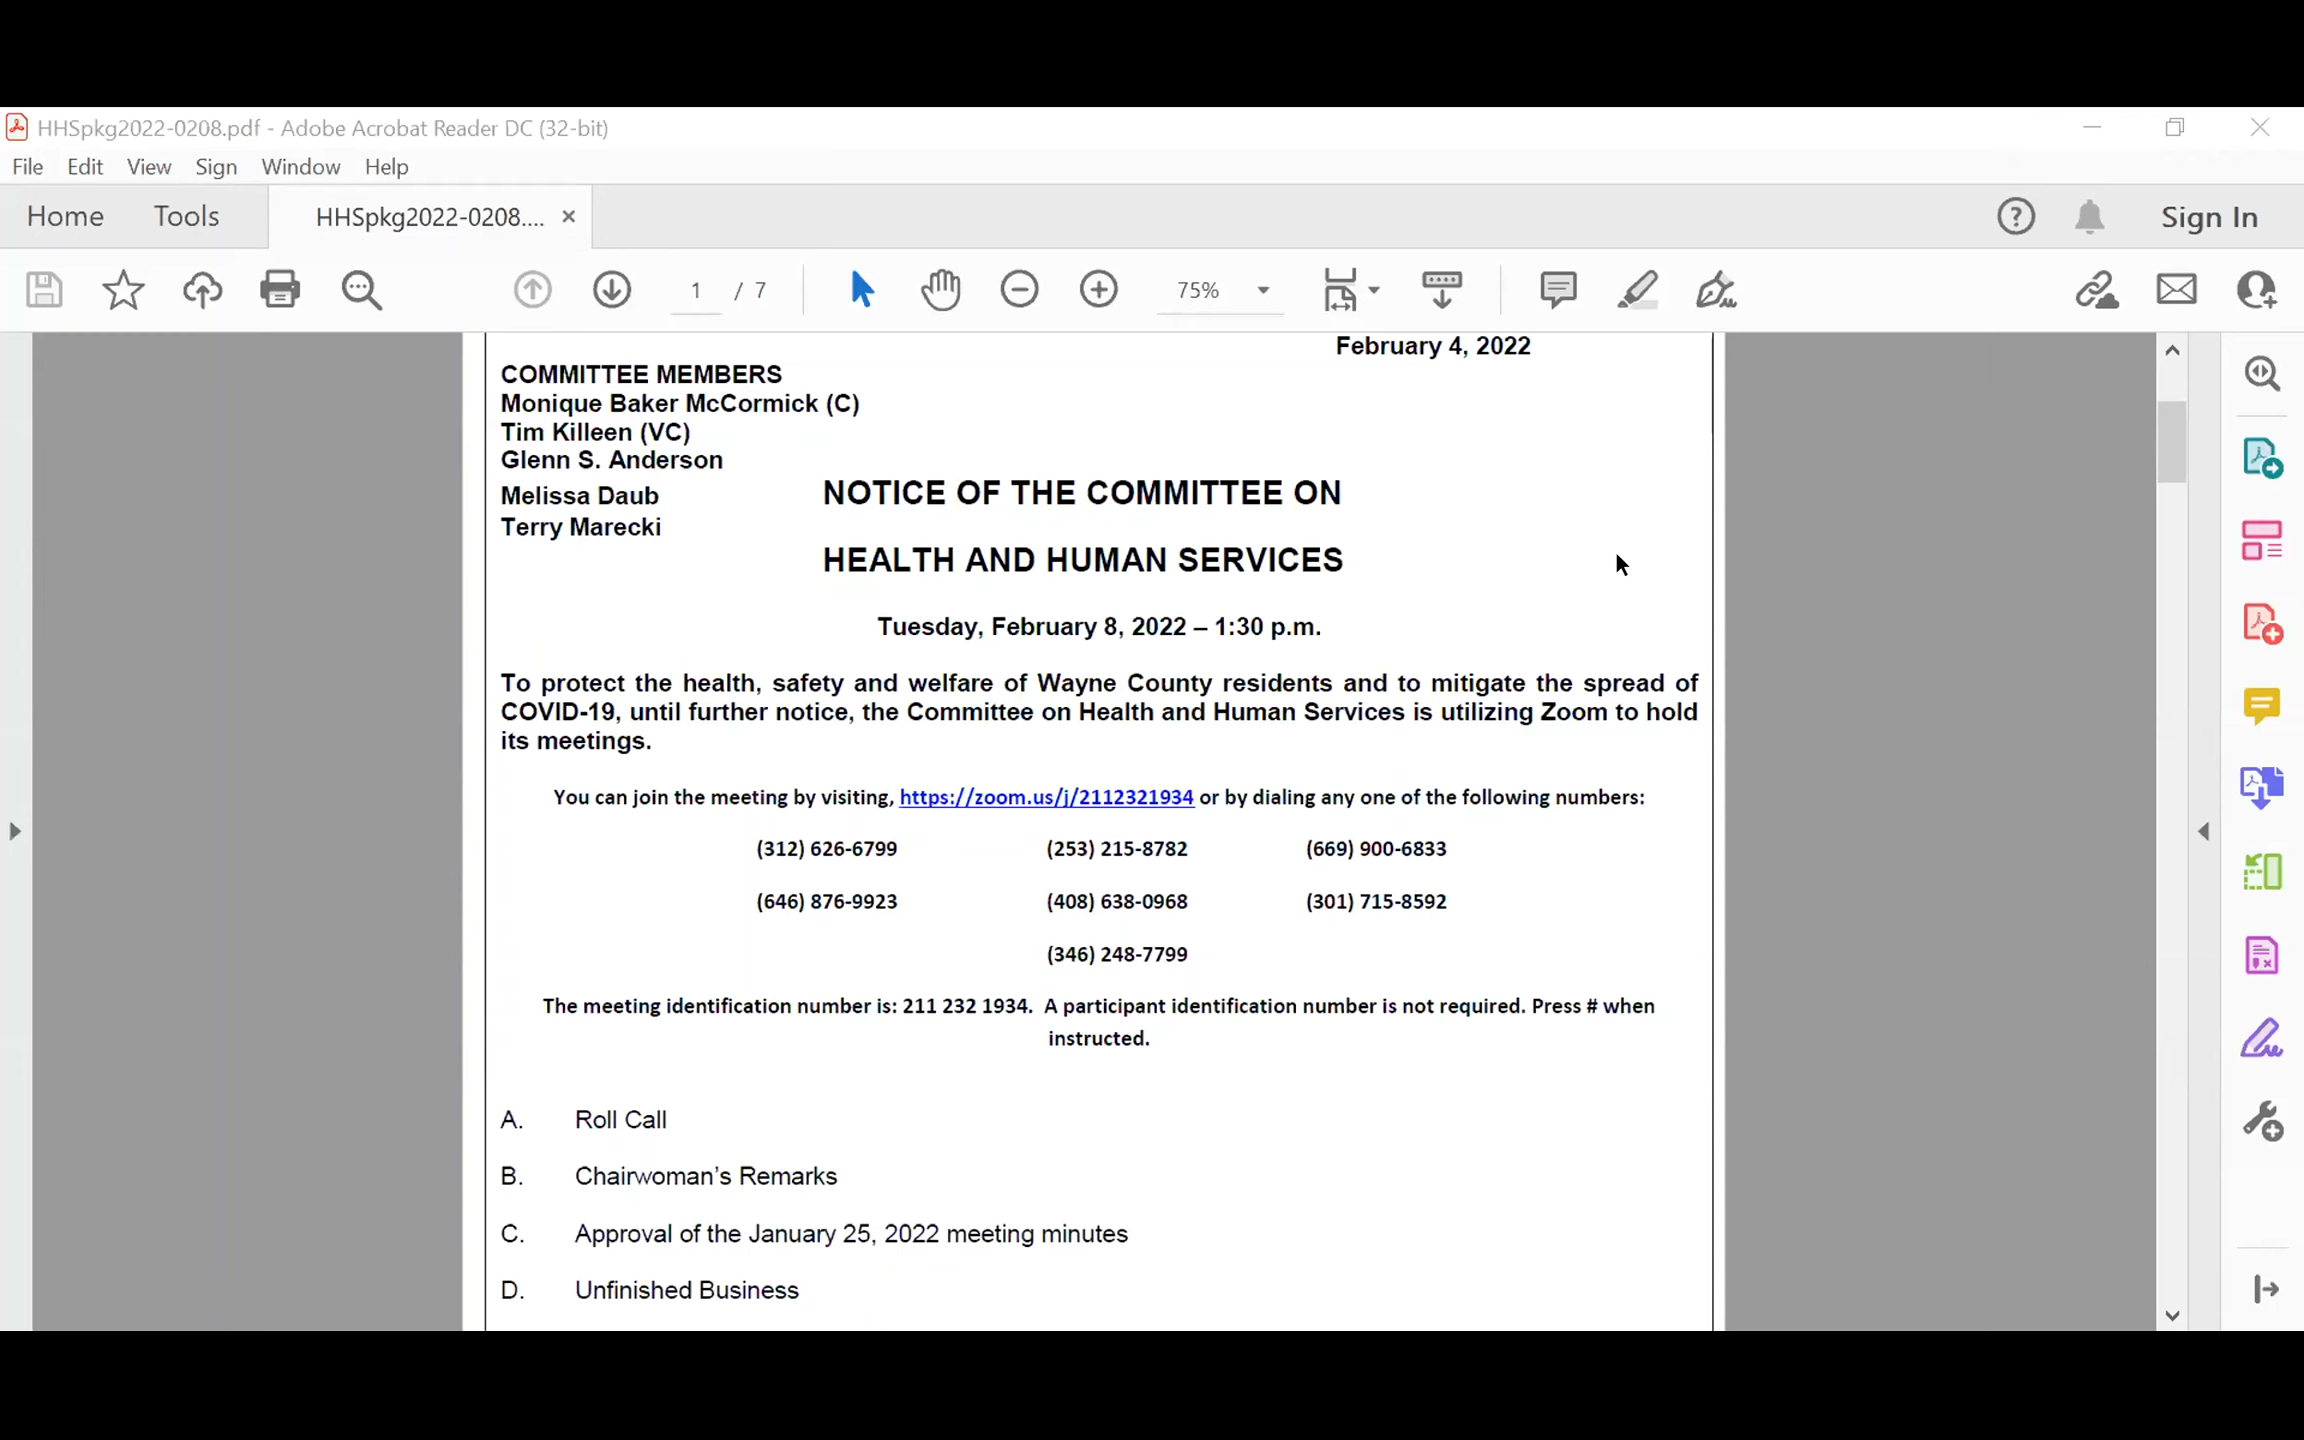 HHSpkg2022-0208.pdf - Adobe Acrobat Reader DC (32-bit)
File Edit View Sign Window Help
Home Tools HHSpkg2022-0208.... × Sign In
1 / 7 75%
February 4, 2022
COMMITTEE MEMBERS
Monique Baker McCormick (C)
Tim Killeen (VC)
Glenn S. Anderson
Melissa Daub
Terry Marecki
NOTICE OF THE COMMITTEE ON
HEALTH AND HUMAN SERVICES
Tuesday, February 8, 2022 – 1:30 p.m.
To protect the health, safety and welfare of Wayne County residents and to mitigate the spread of
COVID-19, until further notice, the Committee on Health and Human Services is utilizing Zoom to hold
its meetings.
You can join the meeting by visiting, https://zoom.us/j/2112321934 or by dialing any one of the following numbers:
(312) 626-6799 (253) 215-8782 (669) 900-6833
(646) 876-9923 (408) 638-0968 (301) 715-8592
(346) 248-7799
The meeting identification number is: 211 232 1934. A participant identification number is not required. Press # when
instructed.
A. Roll Call
B. Chairwoman’s Remarks
C. Approval of the January 25, 2022 meeting minutes
D. Unfinished Business